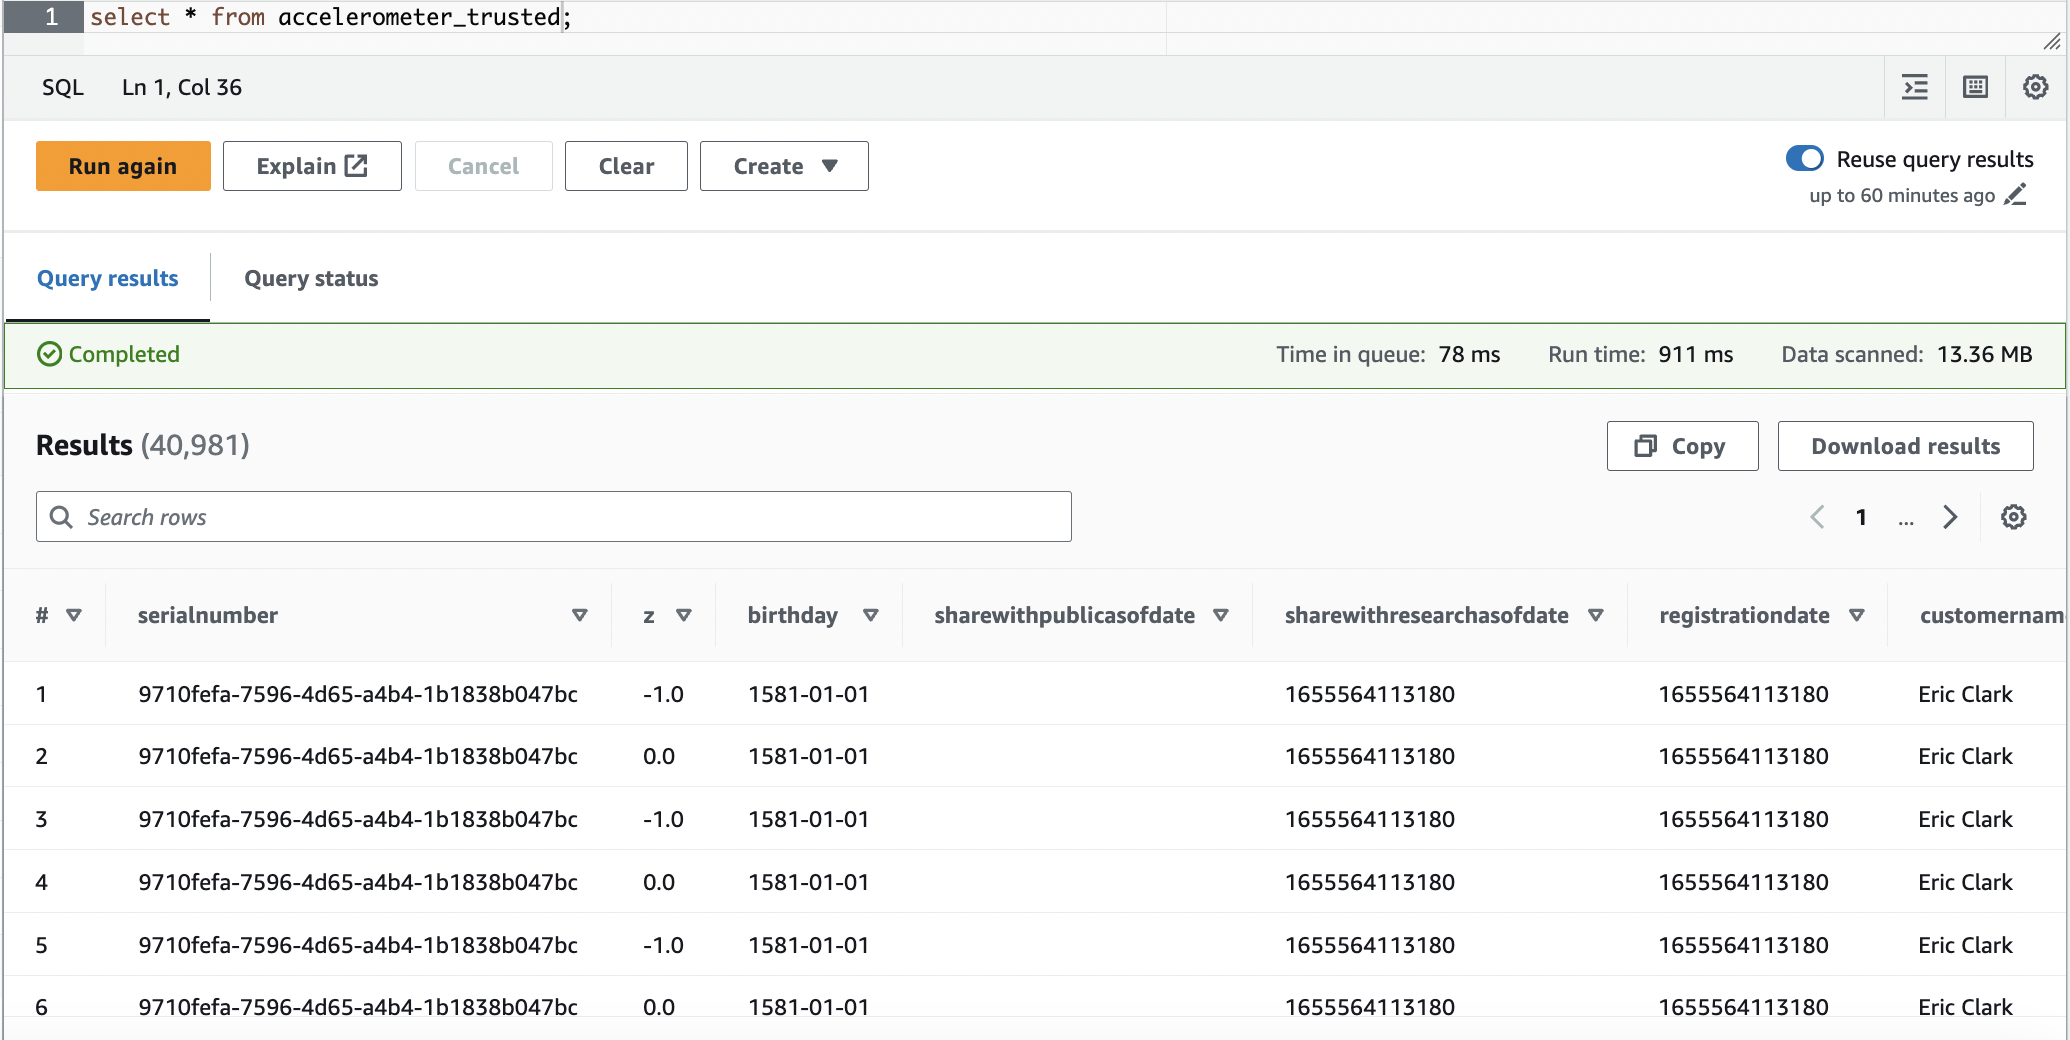 1 select * from accelerometer_trusted;
SQL Ln 1, Col 36
Run again Explain Cancel Clear Create Reuse query results
up to 60 minutes ago
Query results Query status
Completed Time in queue: 78 ms Run time: 911 ms Data scanned: 13.36 MB
Results (40,981) Copy Download results
Search rows 1 ...
# serialnumber z birthday sharewithpublicasofdate sharewithresearchasofdate registrationdate customernam
1 9710fefa-7596-4d65-a4b4-1b1838b047bc -1.0 1581-01-01 1655564113180 1655564113180 Eric Clark
2 9710fefa-7596-4d65-a4b4-1b1838b047bc 0.0 1581-01-01 1655564113180 1655564113180 Eric Clark
3 9710fefa-7596-4d65-a4b4-1b1838b047bc -1.0 1581-01-01 1655564113180 1655564113180 Eric Clark
4 9710fefa-7596-4d65-a4b4-1b1838b047bc 0.0 1581-01-01 1655564113180 1655564113180 Eric Clark
5 9710fefa-7596-4d65-a4b4-1b1838b047bc -1.0 1581-01-01 1655564113180 1655564113180 Eric Clark
6 9710fefa-7596-4d65-a4b4-1b1838b047bc 0.0 1581-01-01 1655564113180 1655564113180 Eric Clark